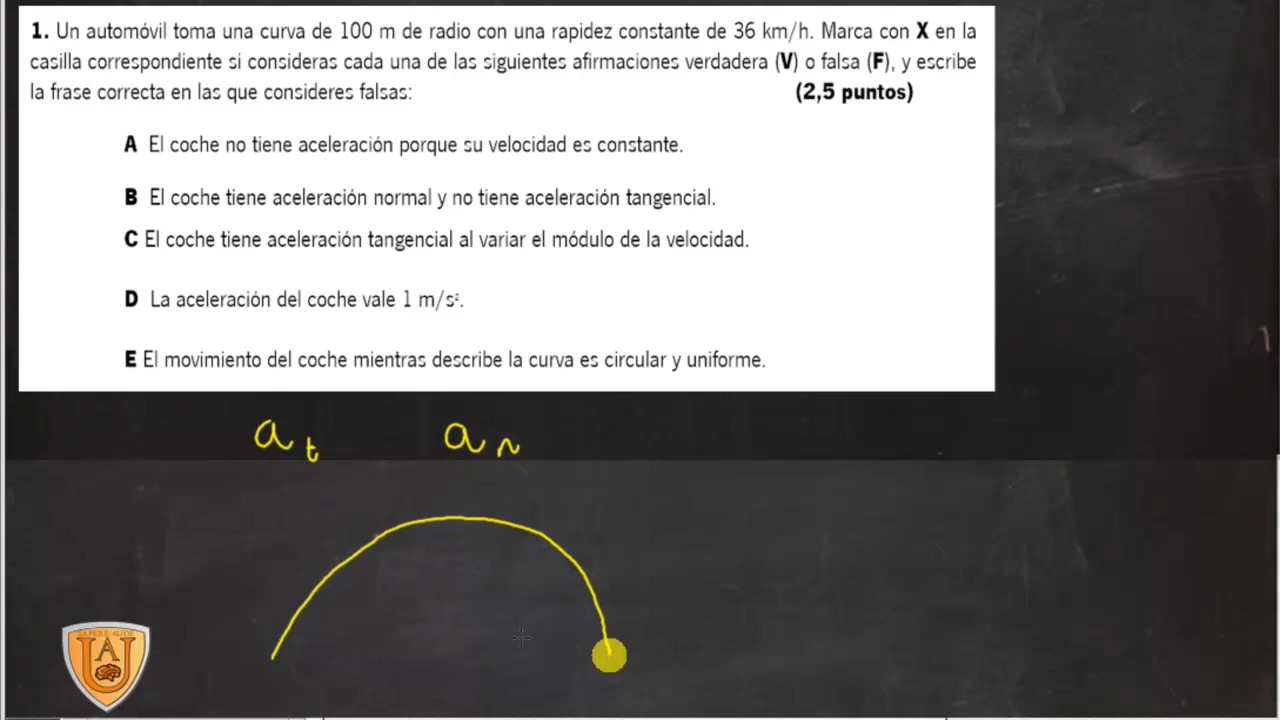 1. Un automóvil toma una curva de 100 m de radio con una rapidez constante de 36 km/h. Marca con X en la
casilla correspondiente si consideras cada una de las siguientes afirmaciones verdadera (V) o falsa (F), y escribe
la frase correcta en las que consideres falsas: (2,5 puntos)
A El coche no tiene aceleración porque su velocidad es constante.
B El coche tiene aceleración normal y no tiene aceleración tangencial.
C El coche tiene aceleración tangencial al variar el módulo de la velocidad.
D La aceleración del coche vale 1 m/s².
E El movimiento del coche mientras describe la curva es circular y uniforme.
a t a n
SAPERE AUDE
U A